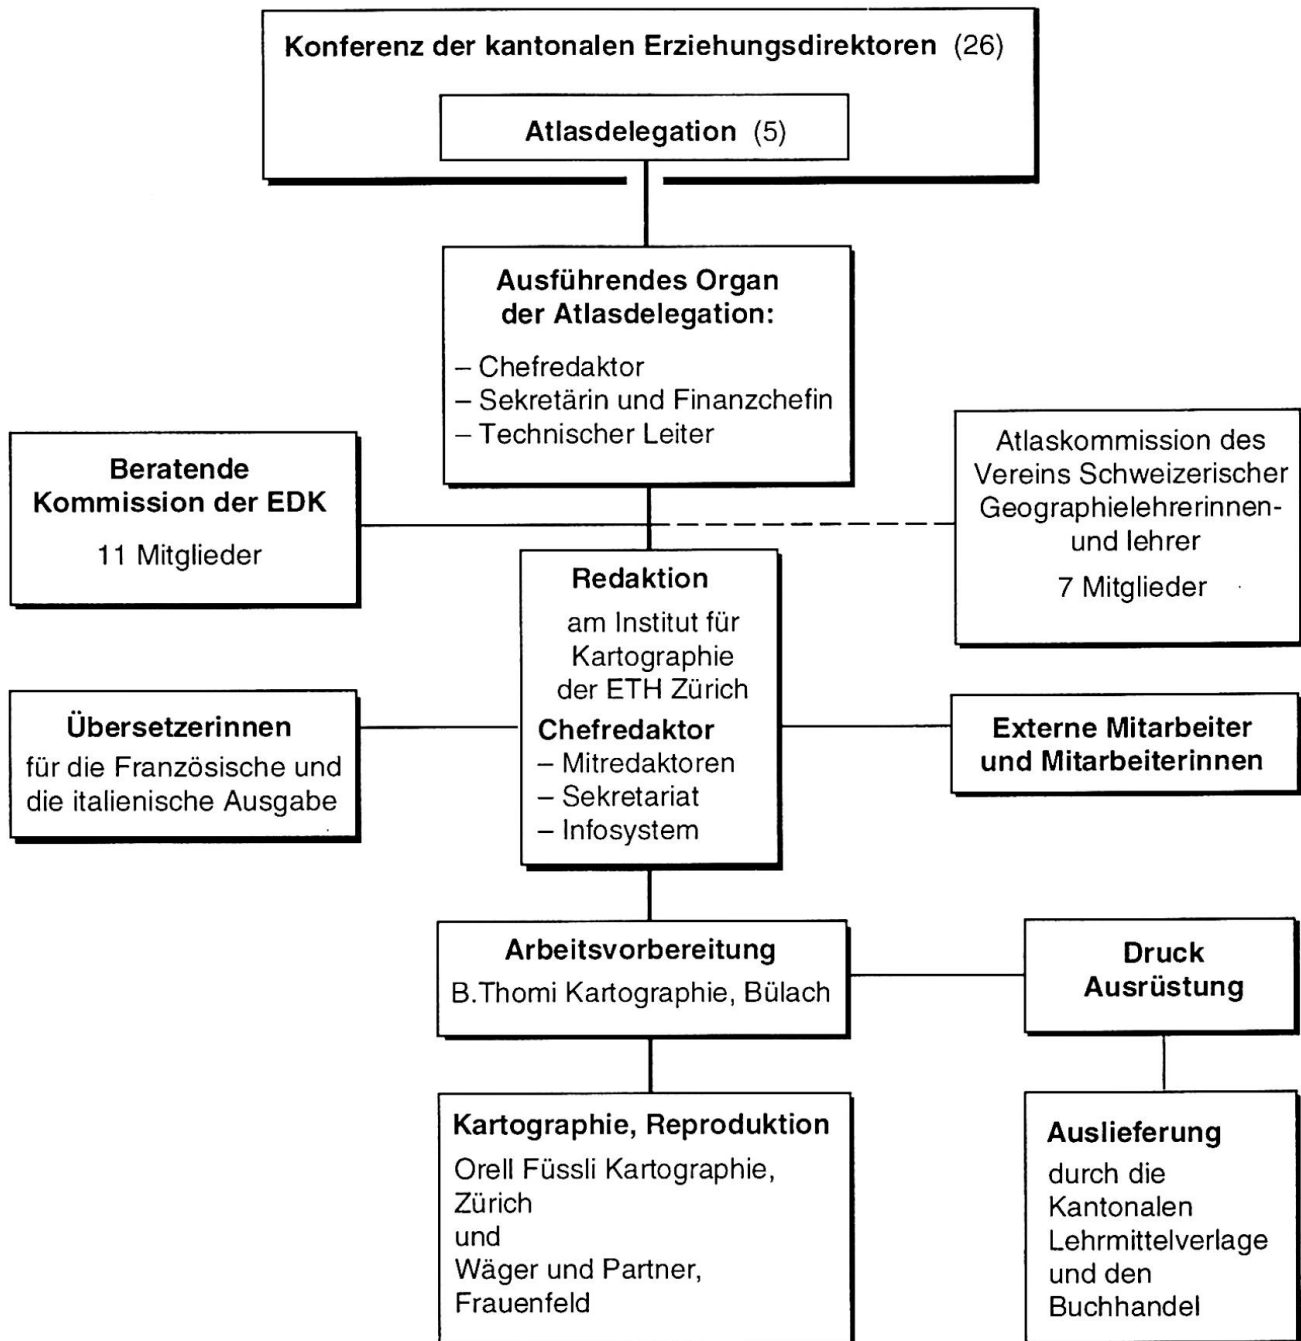 Konferenz der kantonalen Erziehungsdirektoren (26)
Atlasdelegation (5)
Ausführendes Organ
der Atlasdelegation:
– Chefredaktor
– Sekretärin und Finanzchefin
– Technischer Leiter
Beratende
Kommission der EDK
11 Mitglieder
Atlaskommission des
Vereins Schweizerischer
Geographielehrerinnen-
und lehrer
7 Mitglieder
Redaktion
am Institut für
Kartographie
der ETH Zürich
Chefredaktor
– Mitredaktoren
– Sekretariat
– Infosystem
Übersetzerinnen
für die Französische und
die italienische Ausgabe
Externe Mitarbeiter
und Mitarbeiterinnen
Arbeitsvorbereitung
B.Thomi Kartographie, Bülach
Druck
Ausrüstung
Kartographie, Reproduktion
Orell Füssli Kartographie,
Zürich
und
Wäger und Partner,
Frauenfeld
Auslieferung
durch die
Kantonalen
Lehrmittelverlage
und den
Buchhandel